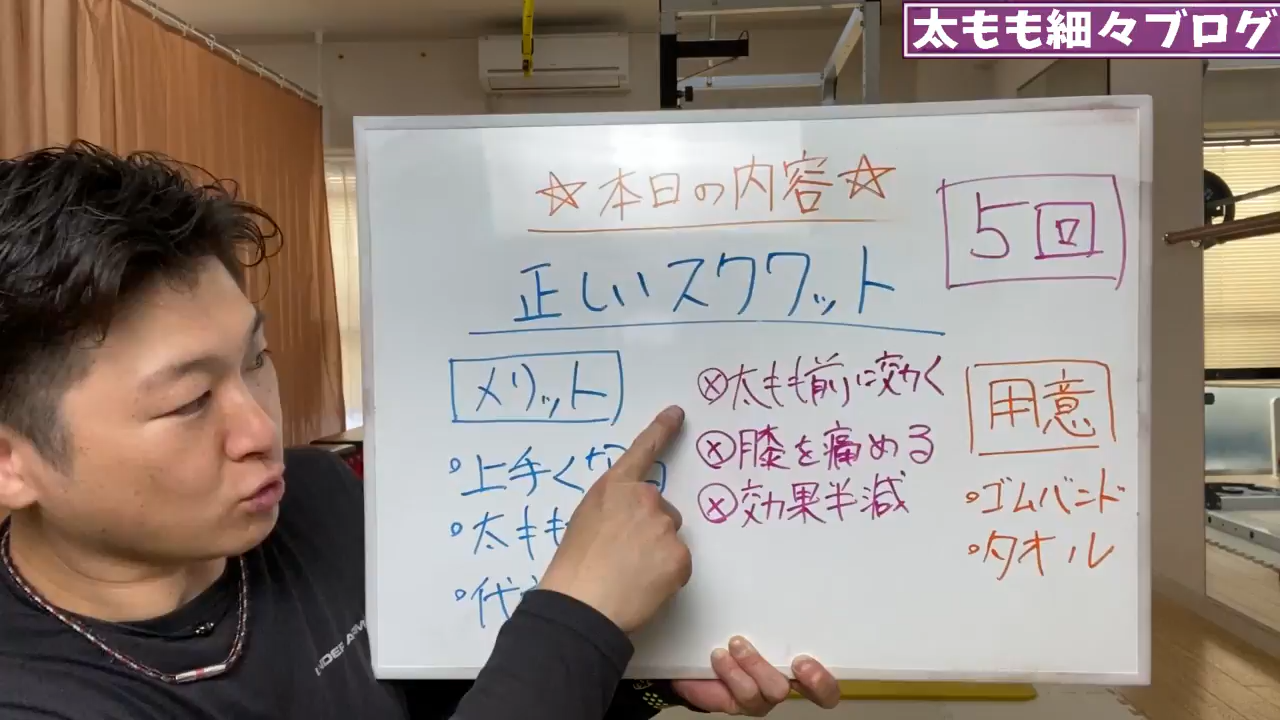 太もも細々ブログ
☆本日の内容☆
5回
正しいスクワット
メリット
・上手く
・太もも
・代
ⓧ太もも前に効く
ⓧ膝を痛める
ⓧ効果半減
用意
・ゴムバンド
・タオル